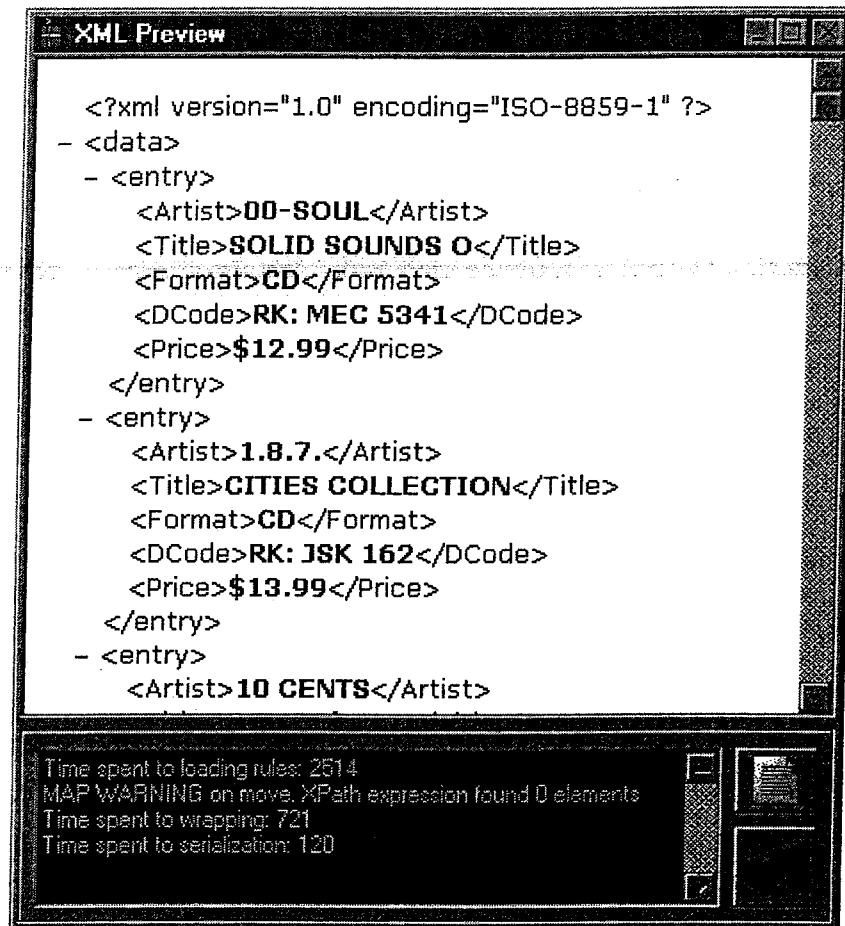 XML Preview
<?xml version="1.0" encoding="ISO-8859-1" ?>
– <data>
– <entry>
<Artist>00-SOUL</Artist>
<Title>SOLID SOUNDS O</Title>
<Format>CD</Format>
<DCode>RK: MEC 5341</DCode>
<Price>$12.99</Price>
</entry>
– <entry>
<Artist>1.8.7.</Artist>
<Title>CITIES COLLECTION</Title>
<Format>CD</Format>
<DCode>RK: JSK 162</DCode>
<Price>$13.99</Price>
</entry>
– <entry>
<Artist>10 CENTS</Artist>
Time spent to loading rules: 2514
MAP WARNING on move. XPath expression found 0 elements
Time spent to wrapping: 721
Time spent to serialization: 120